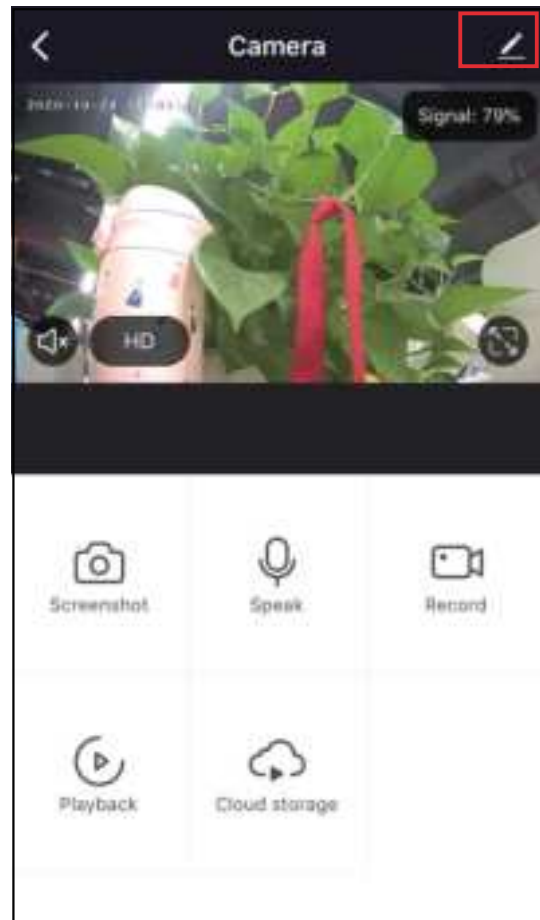 Camera
Signal: 79%
HD
Screenshot
Speak
Record
Playback
Cloud storage